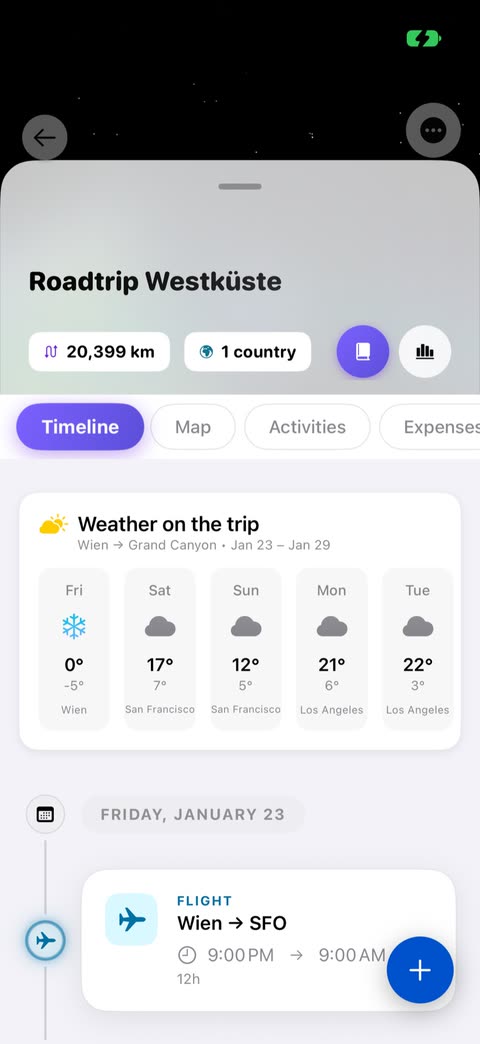 Roadtrip Westküste
20,399 km
1 country
Timeline
Map
Activities
Expenses
Weather on the trip
Wien → Grand Canyon • Jan 23 – Jan 29
Fri
0°
-5°
Wien
Sat
17°
7°
San Francisco
Sun
12°
5°
San Francisco
Mon
21°
6°
Los Angeles
Tue
22°
3°
Los Angeles
FRIDAY, JANUARY 23
FLIGHT
Wien → SFO
9:00 PM → 9:00 AM
12h